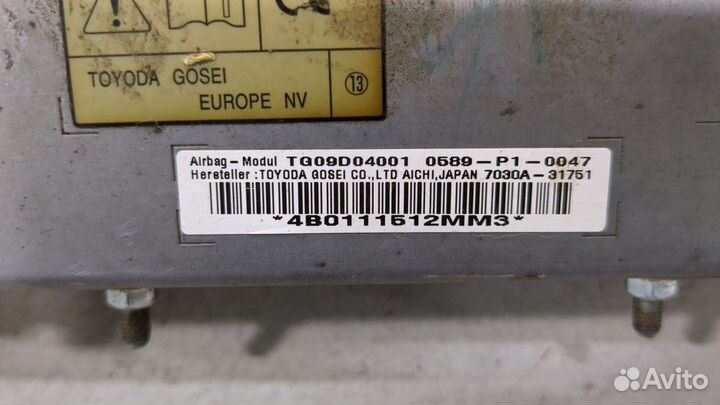 TOYODA GOSEI
EUROPE NV
13
Airbag-Modul TG09D04001 0589-P1-0047
Hersteller :TOYODA GOSEI CO.,LTD AICHI,JAPAN 7030A-31751
*4B0111512MM3*
Avito